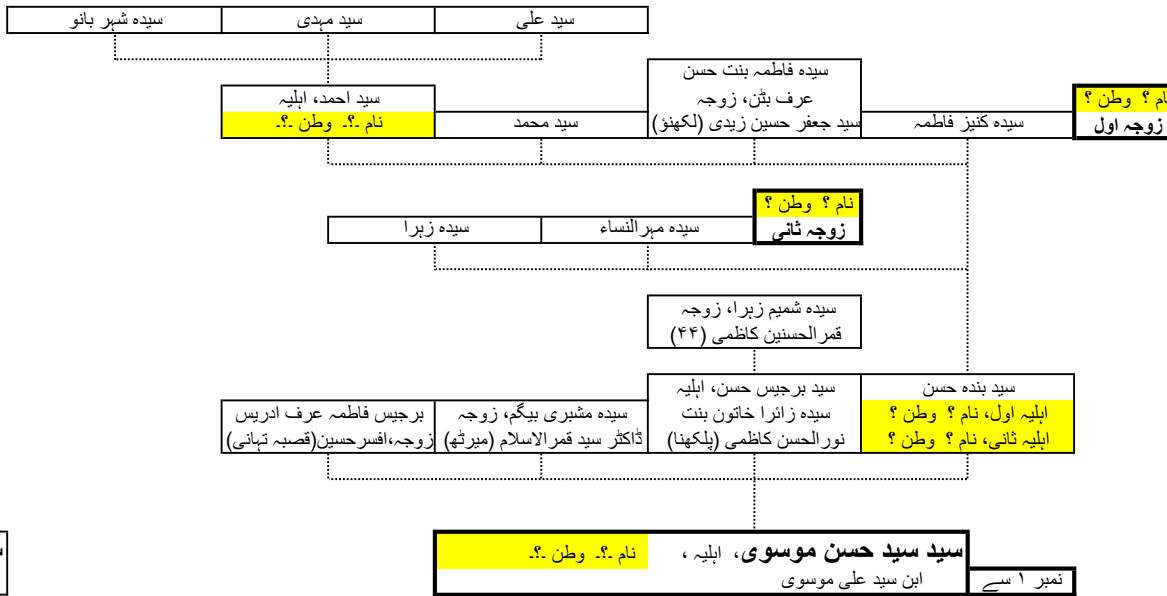 سید علی
سید مہدی
سیدہ شہر بانو
نام ؟ وطن ؟
زوجہ اول
سیدہ کنیز فاطمہ
سیدہ فاطمہ بنت حسن
عرف بٹن، زوجہ
سید جعفر حسین زیدی (لکھنؤ)
سید محمد
سید احمد، اہلیہ
نام ۔؟۔ وطن ۔؟۔
نام ؟ وطن ؟
زوجہ ثانی
سیدہ مہرالنساء
سیدہ زہرا
سیدہ شمیم زہرا، زوجہ
قمرالحسنین کاظمی (۴۴)
سید بندہ حسن
اہلیہ اول، نام ؟ وطن ؟
اہلیہ ثانی، نام ؟ وطن ؟
سید برجیس حسن، اہلیہ
سیدہ زائرا خاتون بنت
نورالحسن کاظمی (پلکھنا)
سیدہ مشبری بیگم، زوجہ
ڈاکٹر سید قمرالاسلام (میرٹھ)
برجیس فاطمہ عرف ادریس
زوجہ،افسرحسین(قصبہ تہانی)
سید سید حسن موسوی، اہلیہ ، نام ۔؟۔ وطن ۔؟۔
نمبر ۱ سے
ابن سید علی موسوی